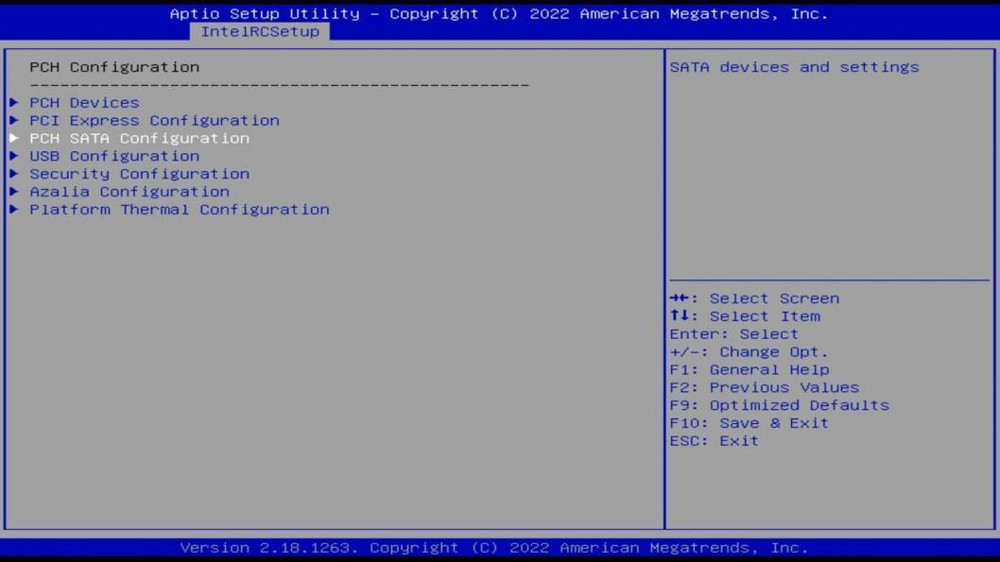 Aptio Setup Utility – Copyright (C) 2022 American Megatrends, Inc.
IntelRCSetup
PCH Configuration
--------------------------------------------------
PCH Devices
PCI Express Configuration
PCH SATA Configuration
USB Configuration
Security Configuration
Azalia Configuration
Platform Thermal Configuration
SATA devices and settings
→←: Select Screen
↑↓: Select Item
Enter: Select
+/-: Change Opt.
F1: General Help
F2: Previous Values
F9: Optimized Defaults
F10: Save & Exit
ESC: Exit
Version 2.18.1263. Copyright (C) 2022 American Megatrends, Inc.